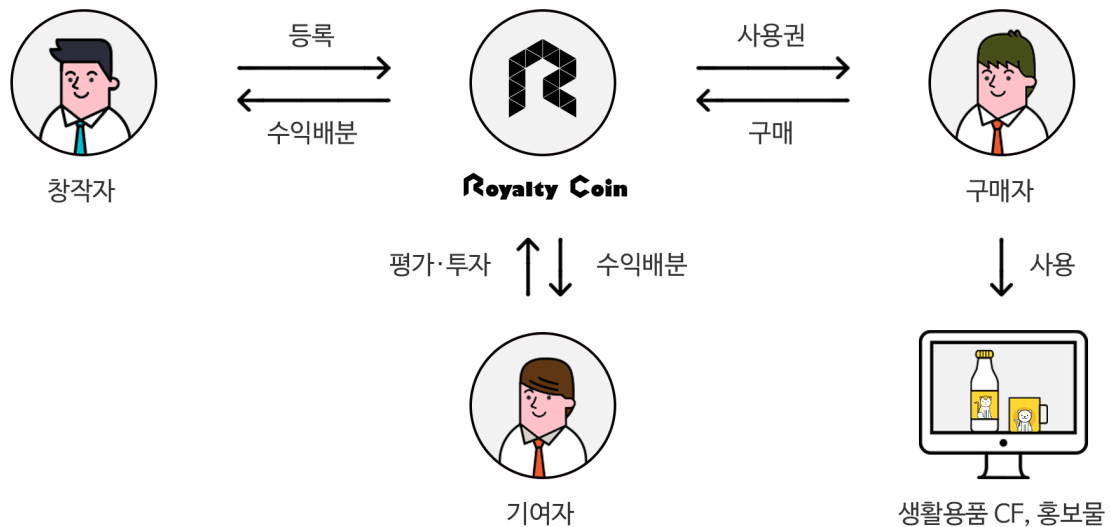 등록
사용권
수익배분
구매
창작자
Royalty Coin
구매자
평가·투자
수익배분
사용
기여자
생활용품 CF, 홍보물